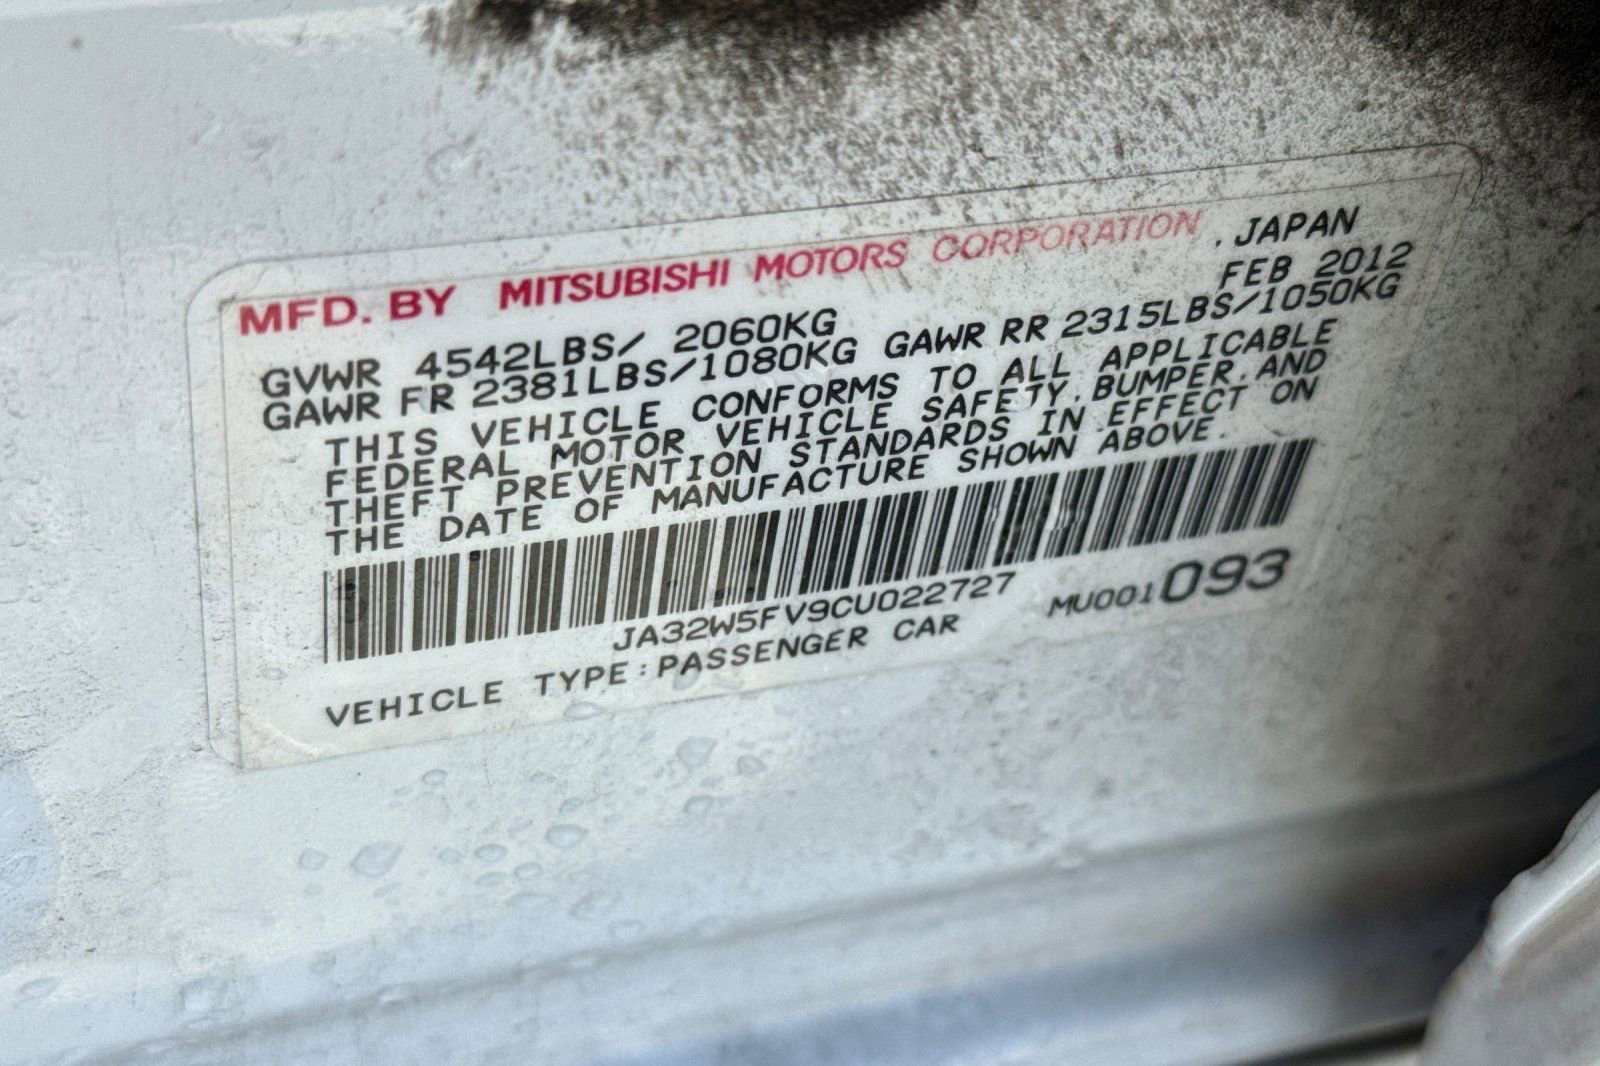 MFD. BY MITSUBISHI MOTORS CORPORATION , JAPAN
FEB 2012
GVWR 4542LBS/ 2060KG
GAWR FR 2381LBS/1080KG GAWR RR 2315LBS/1050KG
THIS VEHICLE CONFORMS TO ALL APPLICABLE
FEDERAL MOTOR VEHICLE SAFETY, BUMPER, AND
THEFT PREVENTION STANDARDS IN EFFECT ON
THE DATE OF MANUFACTURE SHOWN ABOVE.
JA32W5FV9CU022727
MU001093
VEHICLE TYPE:PASSENGER CAR